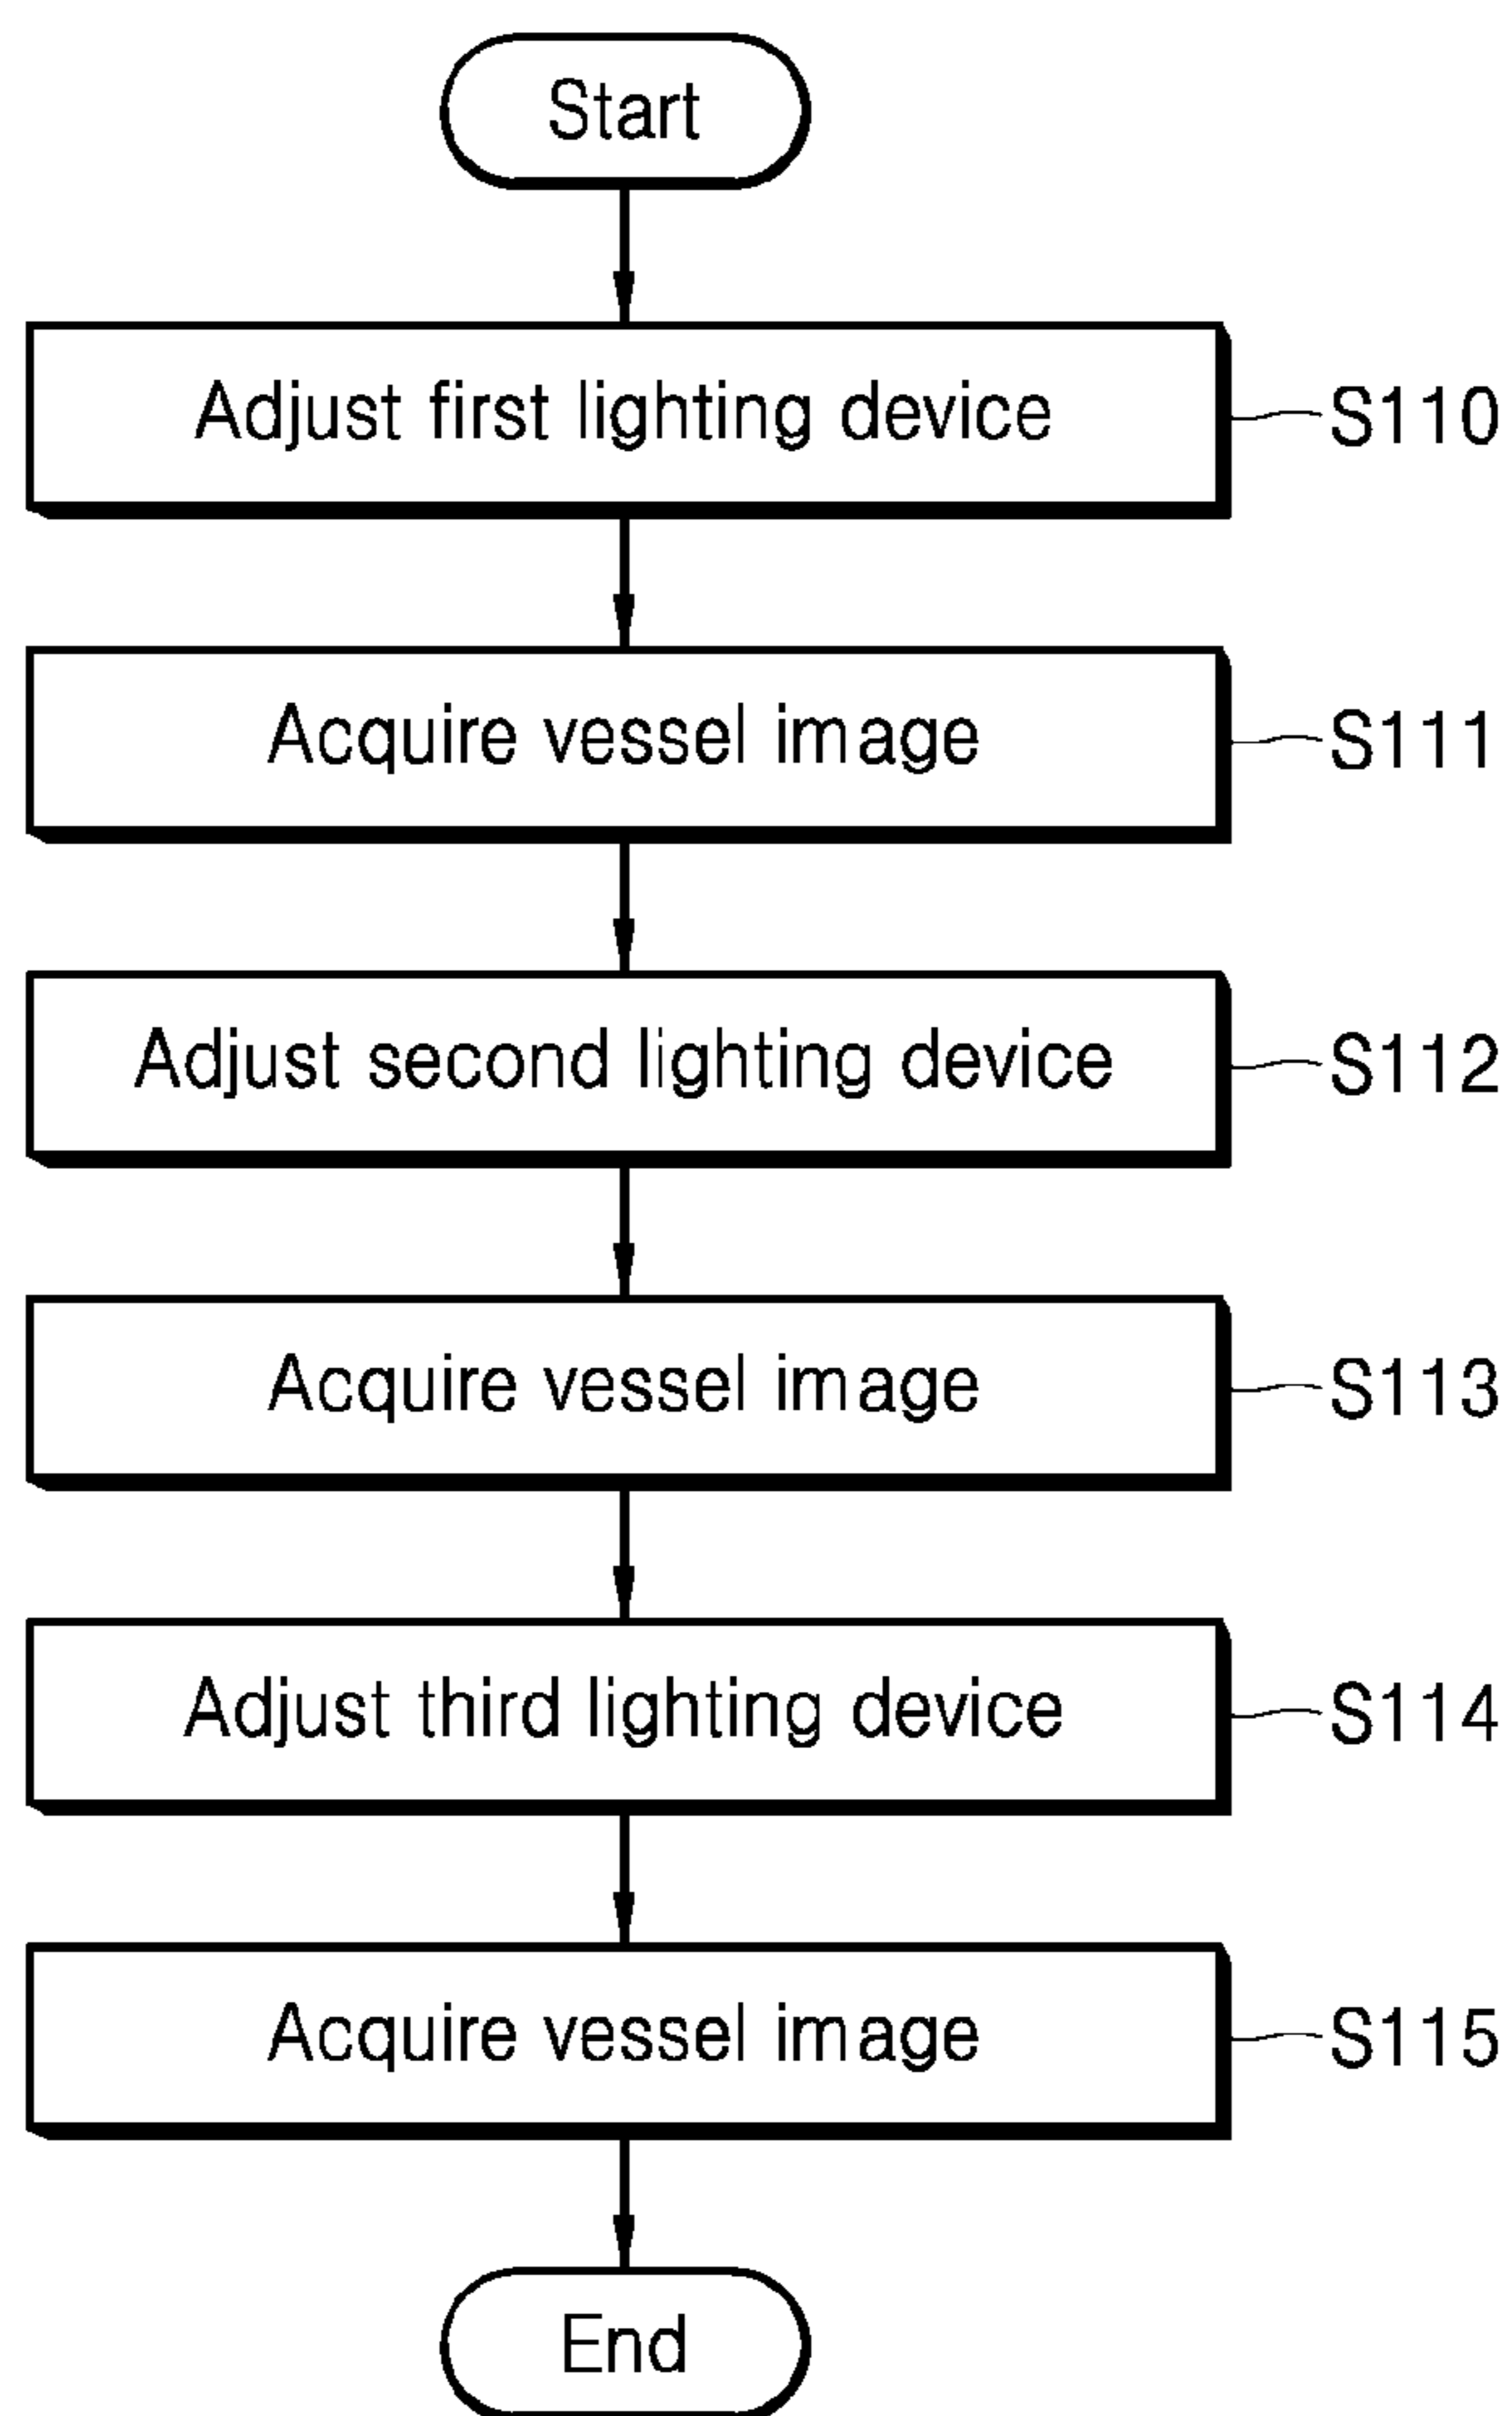 Start
Adjust first lighting device
S110
Acquire vessel image
S111
Adjust second lighting device
S112
Acquire vessel image
S113
Adjust third lighting device
S114
Acquire vessel image
S115
End